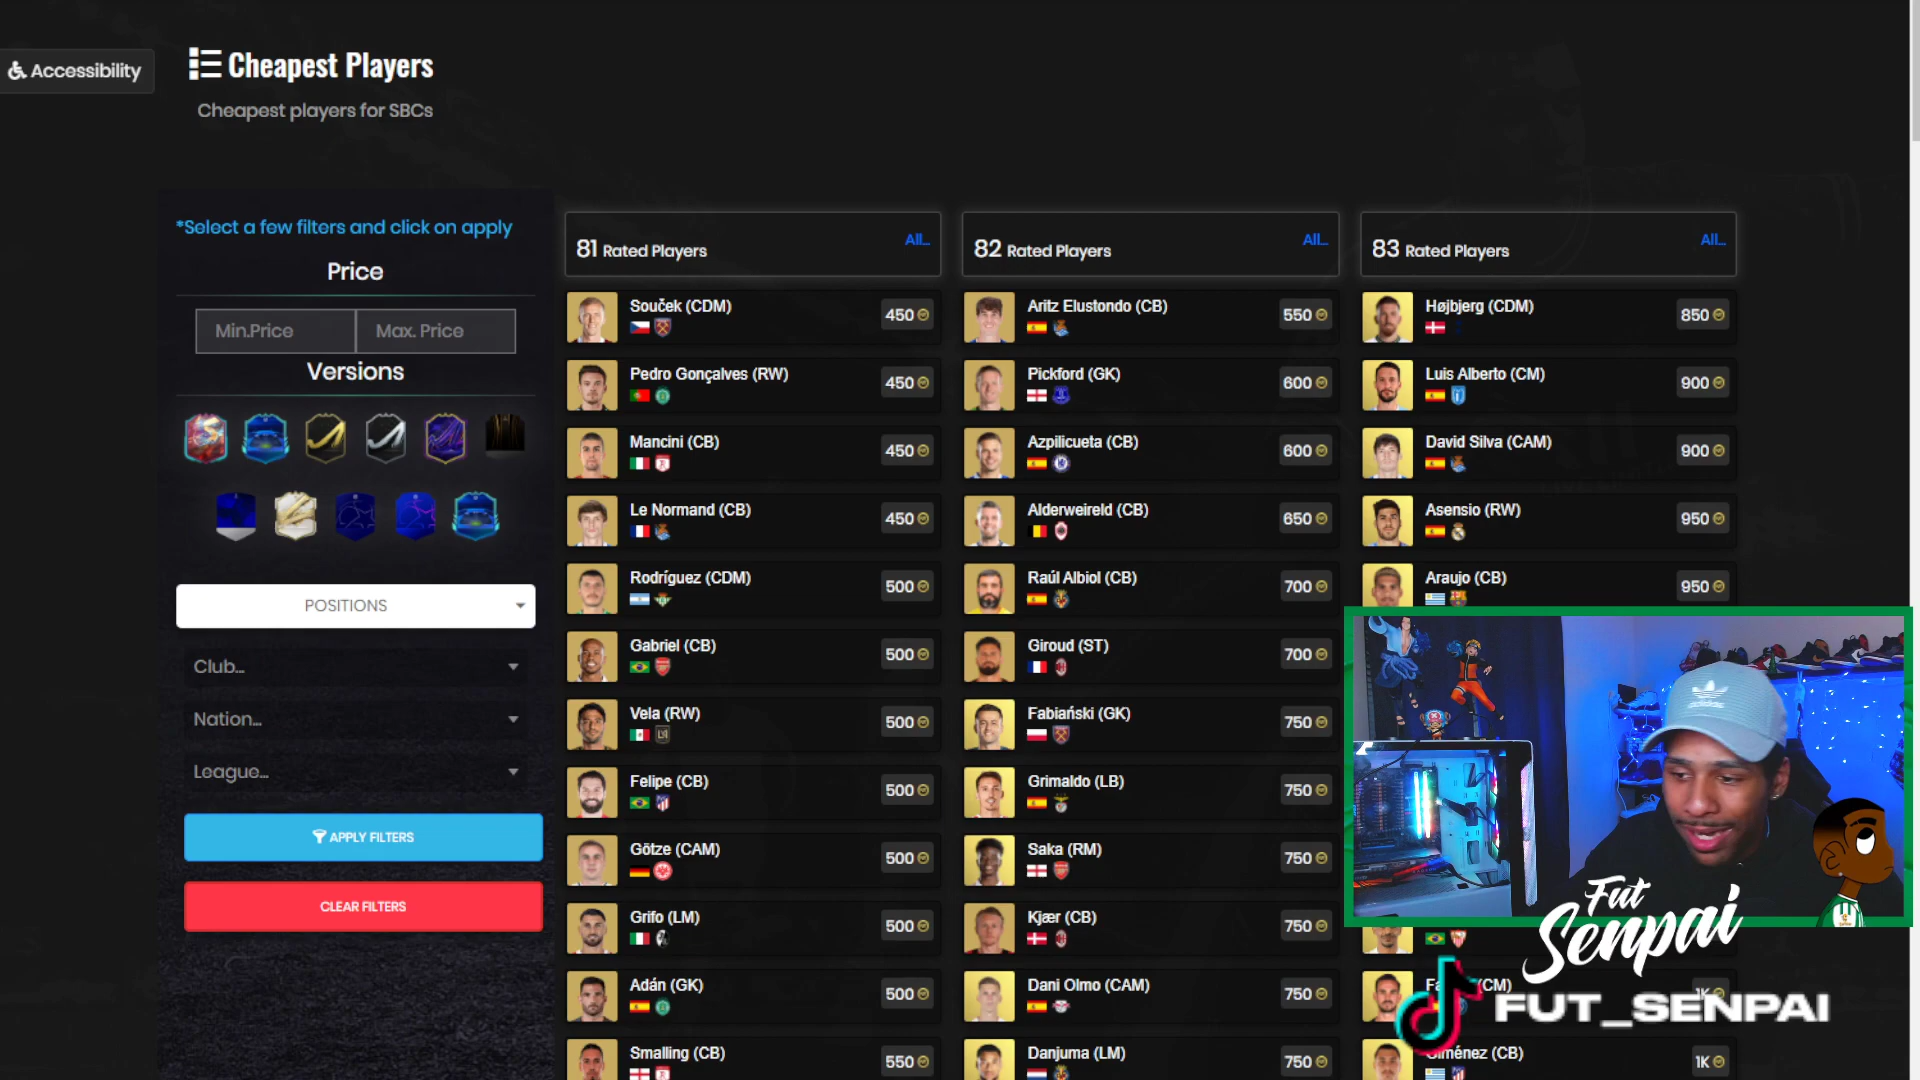 Accessibility
Cheapest Players
Cheapest players for SBCs
*Select a few filters and click on apply
Price
Min.Price
Max. Price
Versions
POSITIONS
Club...
Nation...
League...
APPLY FILTERS
CLEAR FILTERS
81 Rated Players
All...
Souček (CDM)
450
Pedro Gonçalves (RW)
450
Mancini (CB)
450
Le Normand (CB)
450
Rodríguez (CDM)
500
Gabriel (CB)
500
Vela (RW)
500
Felipe (CB)
500
Götze (CAM)
500
Grifo (LM)
500
Adán (GK)
500
Smalling (CB)
550
82 Rated Players
All...
Aritz Elustondo (CB)
550
Pickford (GK)
600
Azpilicueta (CB)
600
Alderweireld (CB)
650
Raúl Albiol (CB)
700
Giroud (ST)
700
Fabiański (GK)
750
Grimaldo (LB)
750
Saka (RM)
750
Kjær (CB)
750
Dani Olmo (CAM)
750
Danjuma (LM)
750
83 Rated Players
All...
Højbjerg (CDM)
850
Luis Alberto (CM)
900
David Silva (CAM)
900
Asensio (RW)
950
Araujo (CB)
950
(CM)
1K
Giménez (CB)
1K
Fut
Senpai
FUT_SENPAI